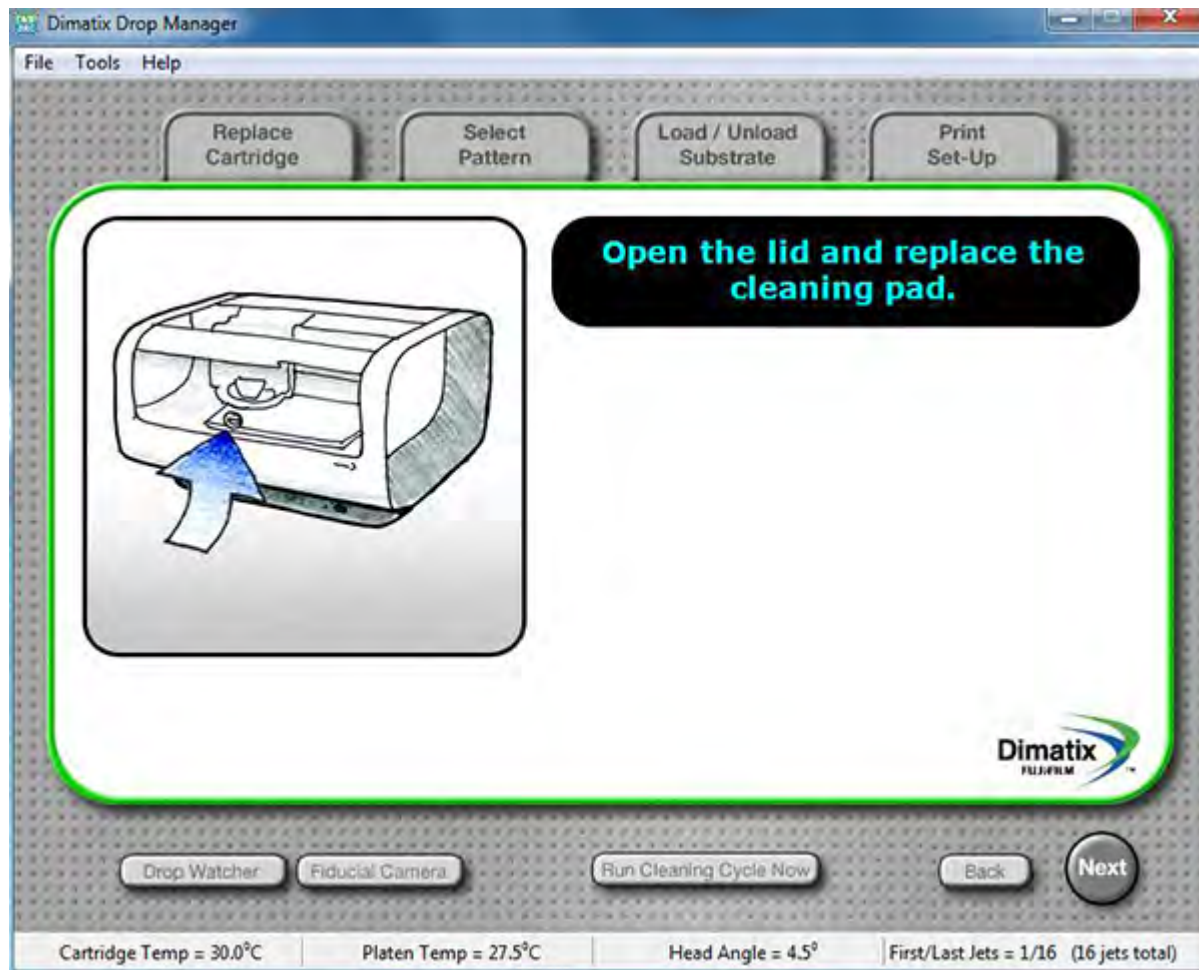 Dimatix Drop Manager
File Tools Help
Replace
Cartridge
Select
Pattern
Load / Unload
Substrate
Print
Set-Up
Open the lid and replace the
cleaning pad.
Dimatix
FUJIFILM
TM
Drop Watcher
Fiducial Camera
Run Cleaning Cycle Now
Back
Next
Cartridge Temp = 30.0°C
Platen Temp = 27.5°C
Head Angle = 4.5°
First/Last Jets = 1/16 (16 jets total)